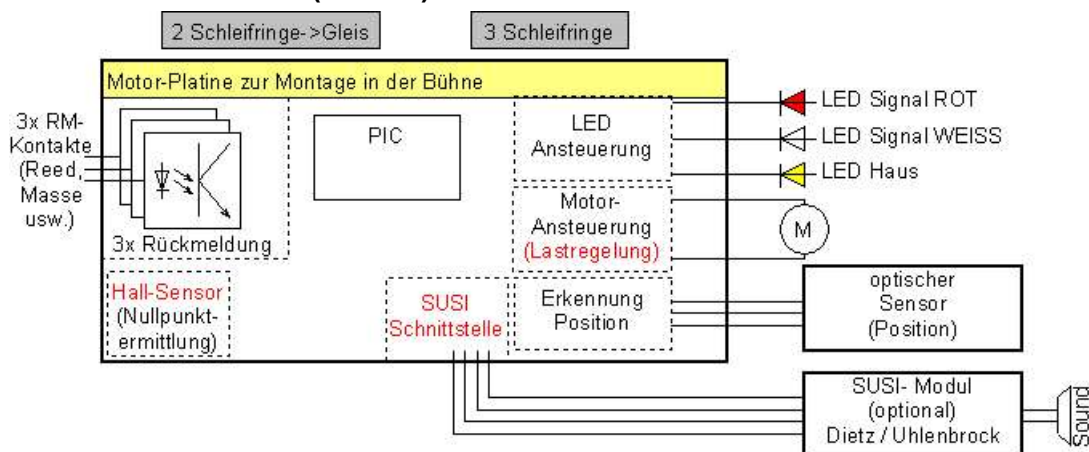 2 Schleifringe->Gleis
3 Schleifringe
Motor-Platine zur Montage in der Bühne
3x RM-
Kontakte
(Reed,
Masse
usw.)
3x Rückmeldung
PIC
LED
Ansteuerung
LED Signal ROT
LED Signal WEISS
LED Haus
Motor-
Ansteuerung
(Lastregelung)
M
Hall-Sensor
(Nullpunkt-
ermittlung)
SUSI
Schnittstelle
Erkennung
Position
optischer
Sensor
(Position)
SUSI- Modul
(optional)
Dietz / Uhlenbrock
Sound